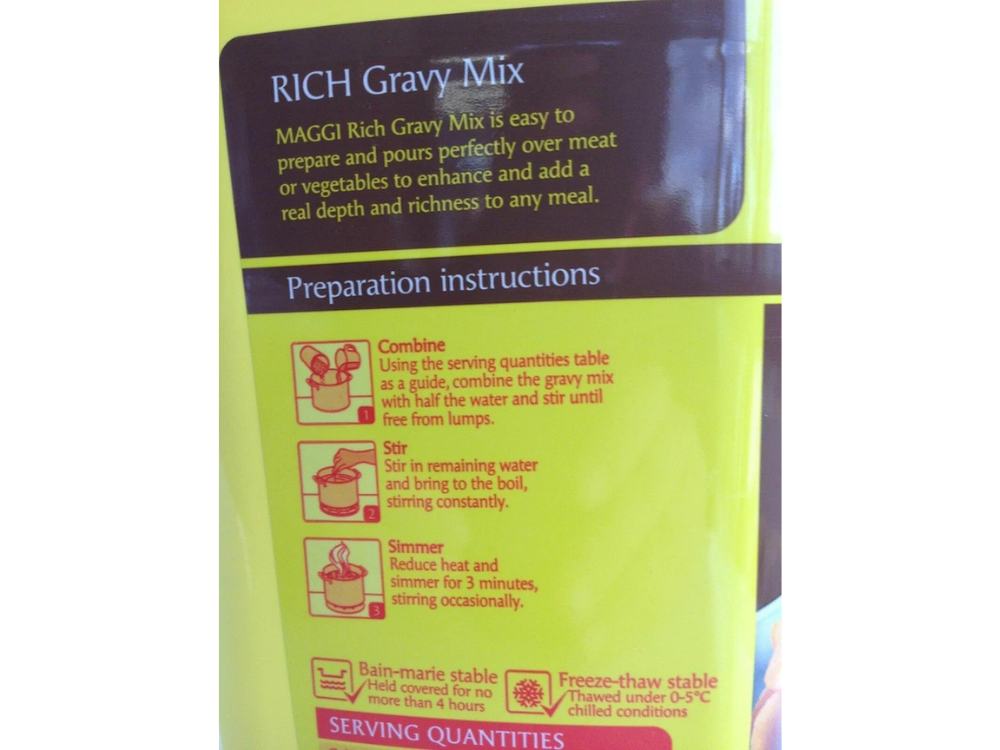 RICH Gravy Mix
MAGGI Rich Gravy Mix is easy to
prepare and pours perfectly over meat
or vegetables to enhance and add a
real depth and richness to any meal.
Preparation instructions
Combine
Using the serving quantities table
as a guide, combine the gravy mix
with half the water and stir until
free from lumps.
1
Stir
Stir in remaining water
and bring to the boil,
stirring constantly.
2
Simmer
Reduce heat and
simmer for 3 minutes,
stirring occasionally.
3
Bain-marie stable
Held covered for no
more than 4 hours
Freeze-thaw stable
Thawed under 0-5°C
chilled conditions
SERVING QUANTITIES